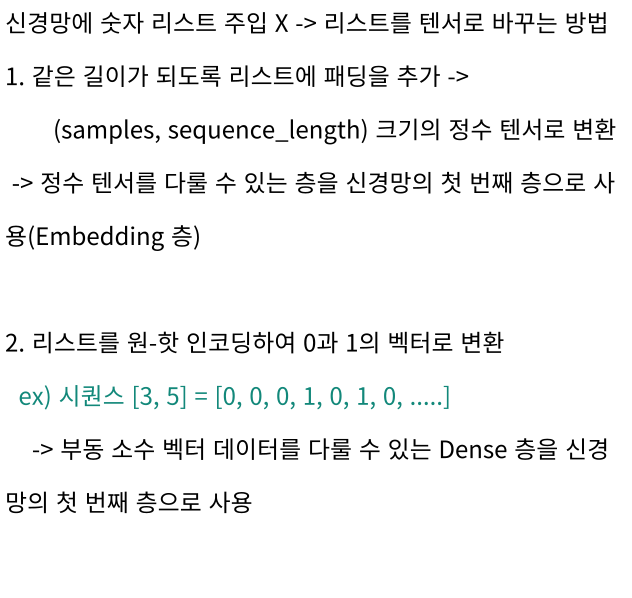 신경망에 숫자 리스트 주입 X -> 리스트를 텐서로 바꾸는 방법
1. 같은 길이가 되도록 리스트에 패딩을 추가 ->
(samples, sequence_length) 크기의 정수 텐서로 변환
-> 정수 텐서를 다룰 수 있는 층을 신경망의 첫 번째 층으로 사
용(Embedding 층)
2. 리스트를 원-핫 인코딩하여 0과 1의 벡터로 변환
ex) 시퀀스 [3, 5] = [0, 0, 0, 1, 0, 1, 0, .....]
-> 부동 소수 벡터 데이터를 다룰 수 있는 Dense 층을 신경
망의 첫 번째 층으로 사용